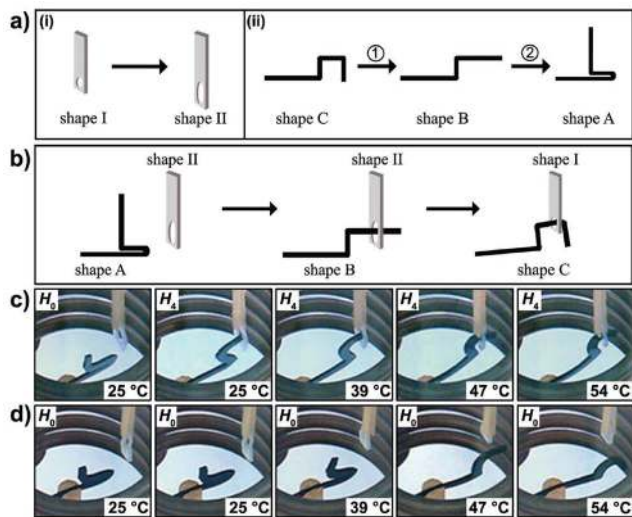 a) (i) (ii)
① ②
shape I shape II shape C shape B shape A
b) shape II shape II shape I
shape A shape B shape C
c) H0 H4 H4 H4 H4
25 °C 25 °C 39 °C 47 °C 54 °C
d) H0 H0 H0 H0 H0
25 °C 25 °C 39 °C 47 °C 54 °C